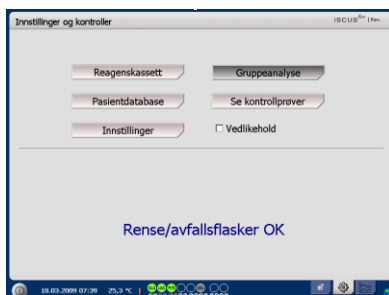 Innstillinger og kontroller
ISCUS
Reagenskassett
Gruppeanalyse
Pasientdatabase
Se kontrollprøver
Innstillinger
Vedlikehold
Rense/avfallsflasker OK
18.03.2009 07:39 25,3 °C